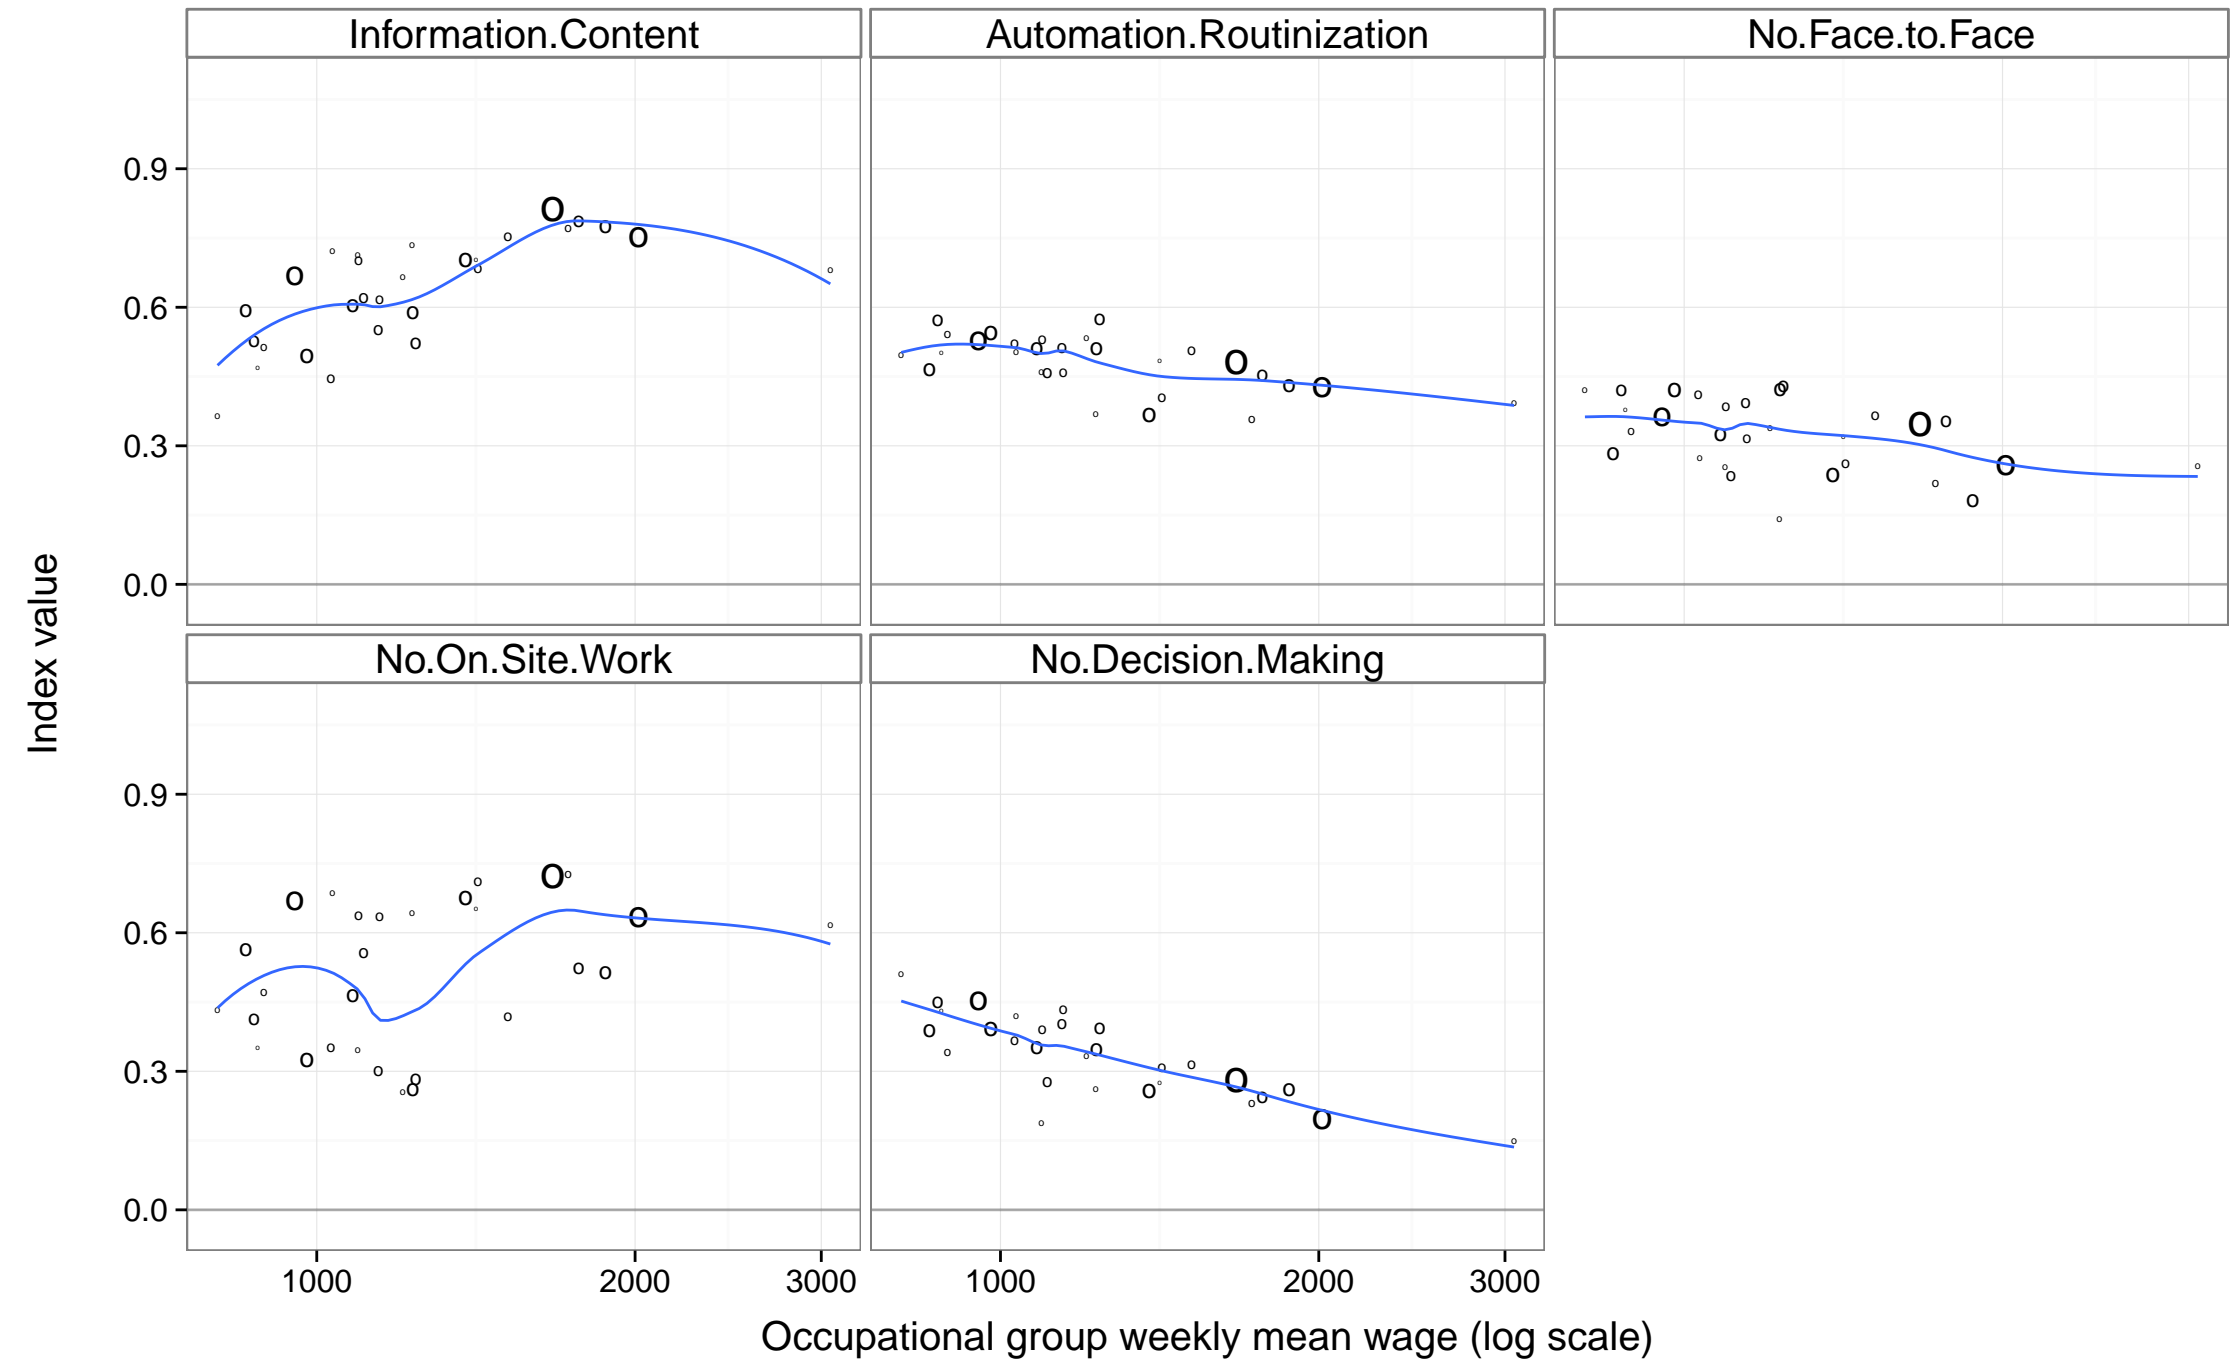 Information.Content
Automation.Routinization
No.Face.to.Face
0.9
0.6
0.3
0.0
No.On.Site.Work
No.Decision.Making
0.9
0.6
0.3
0.0
1000
2000
3000
1000
2000
3000
Index value
Occupational group weekly mean wage (log scale)